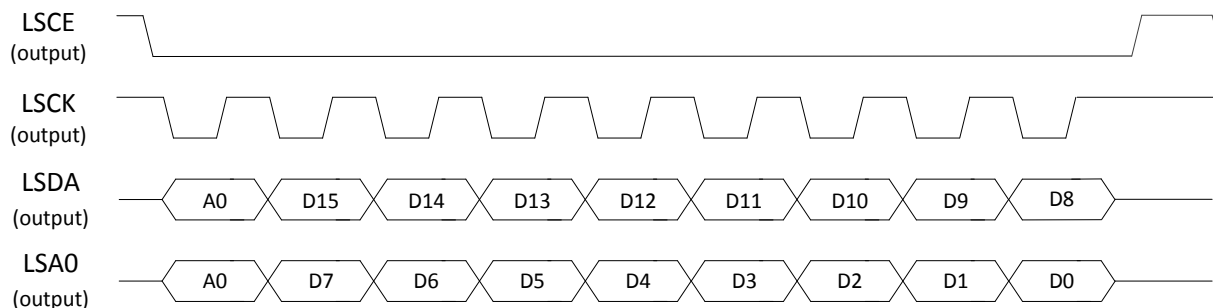 LSCE
(output)
LSCK
(output)
LSDA
(output)
A0 D15 D14 D13 D12 D11 D10 D9 D8
LSA0
(output)
A0 D7 D6 D5 D4 D3 D2 D1 D0